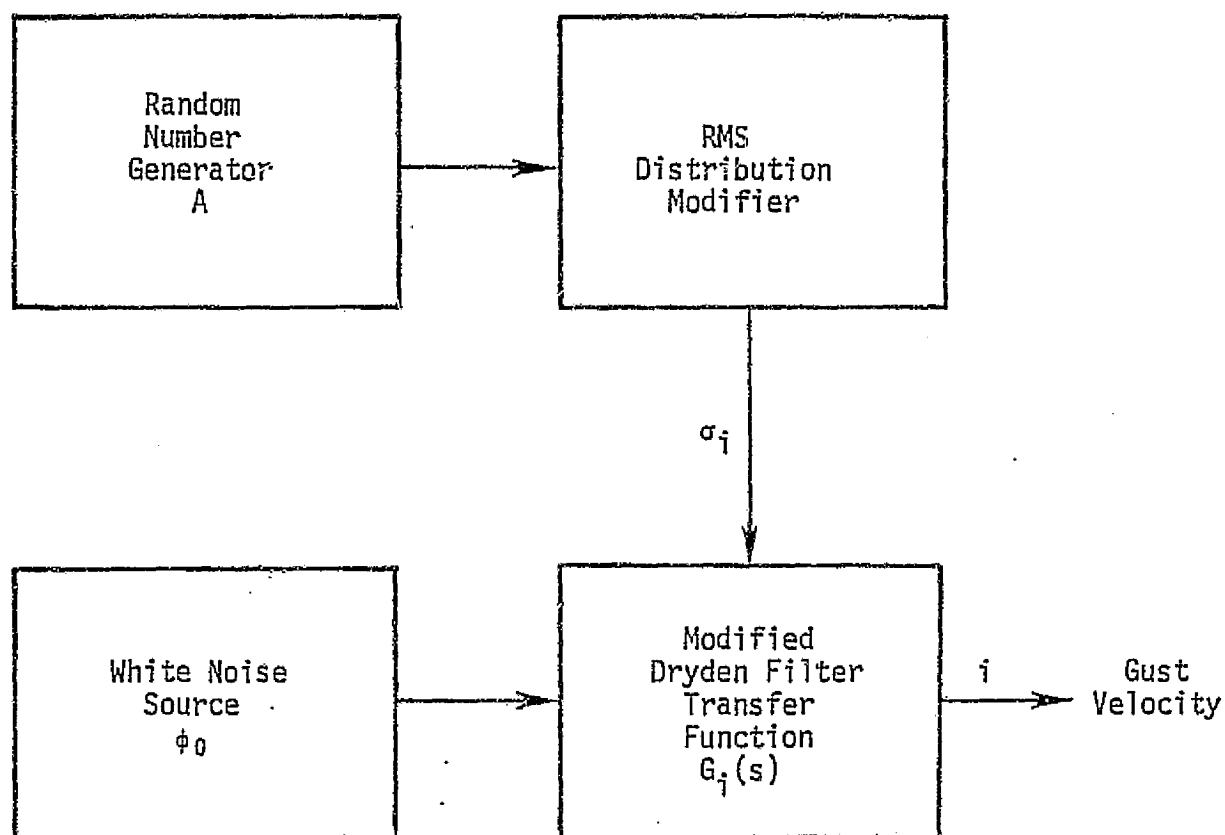 Random
Number
Generator
A
RMS
Distribution
Modifier
σi
White Noise
Source
φ0
Modified
Dryden Filter
Transfer
Function
Gi(s)
i
Gust
Velocity